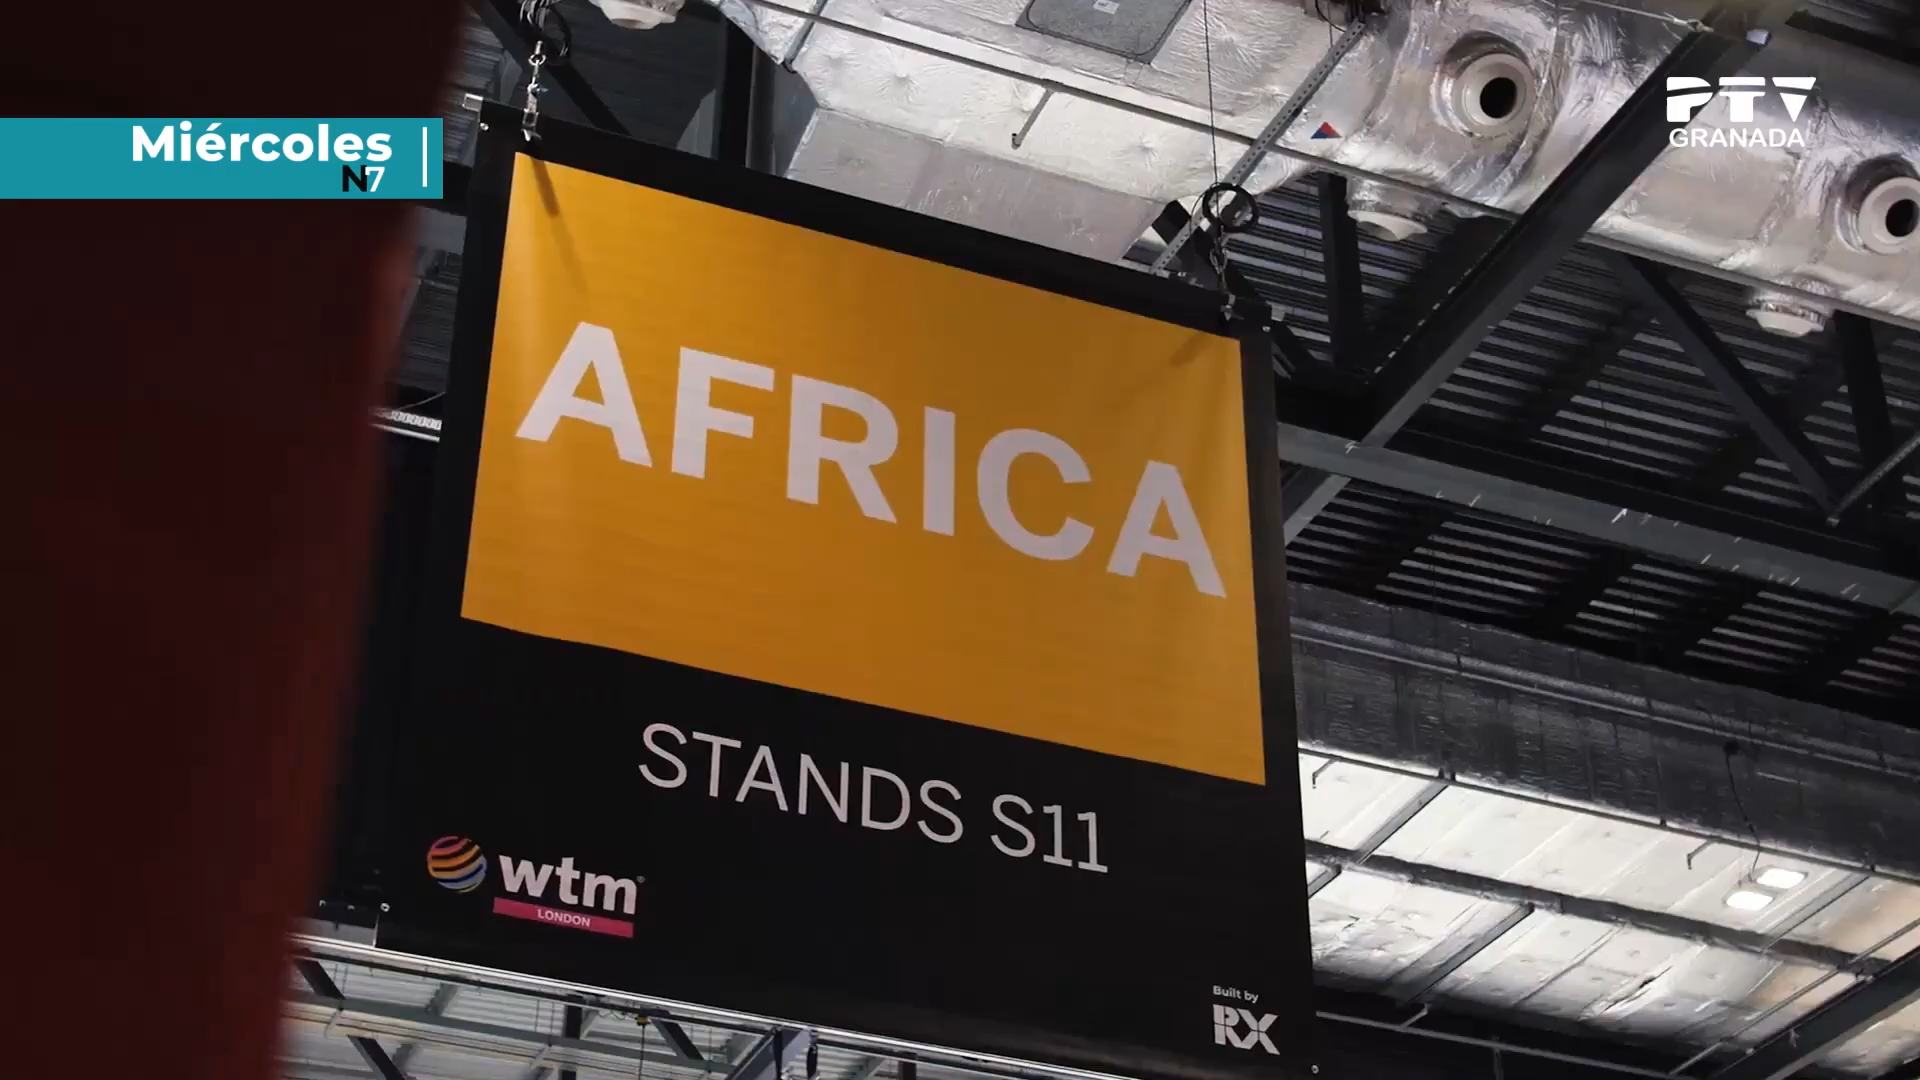 Miércoles
N7
PTV
GRANADA
AFRICA
STANDS S11
wtm
LONDON
Built by
RX